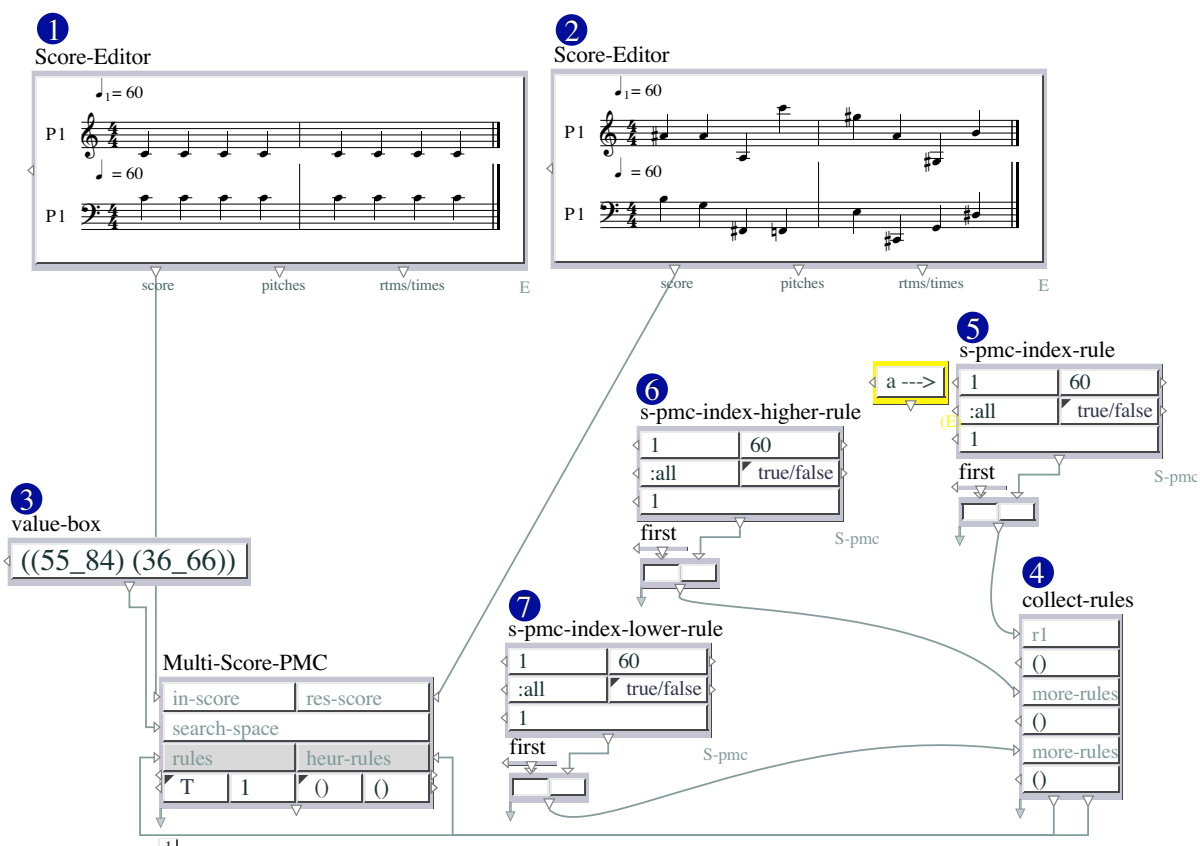 1
Score-Editor
♩1= 60
P1
♩ = 60
P1
score pitches rtms/times E
2
Score-Editor
♩1= 60
P1
♩ = 60
P1
score pitches rtms/times E
3
value-box
((55_84) (36_66))
Multi-Score-PMC
in-score res-score
search-space
rules heur-rules
T 1 () ()
6
s-pmc-index-higher-rule
1 60
:all true/false
1
first
S-pmc
7
s-pmc-index-lower-rule
1 60
:all true/false
1
first
S-pmc
a --->
(E)
5
s-pmc-index-rule
1 60
:all true/false
1
first
S-pmc
4
collect-rules
r1
()
more-rules
()
more-rules
()